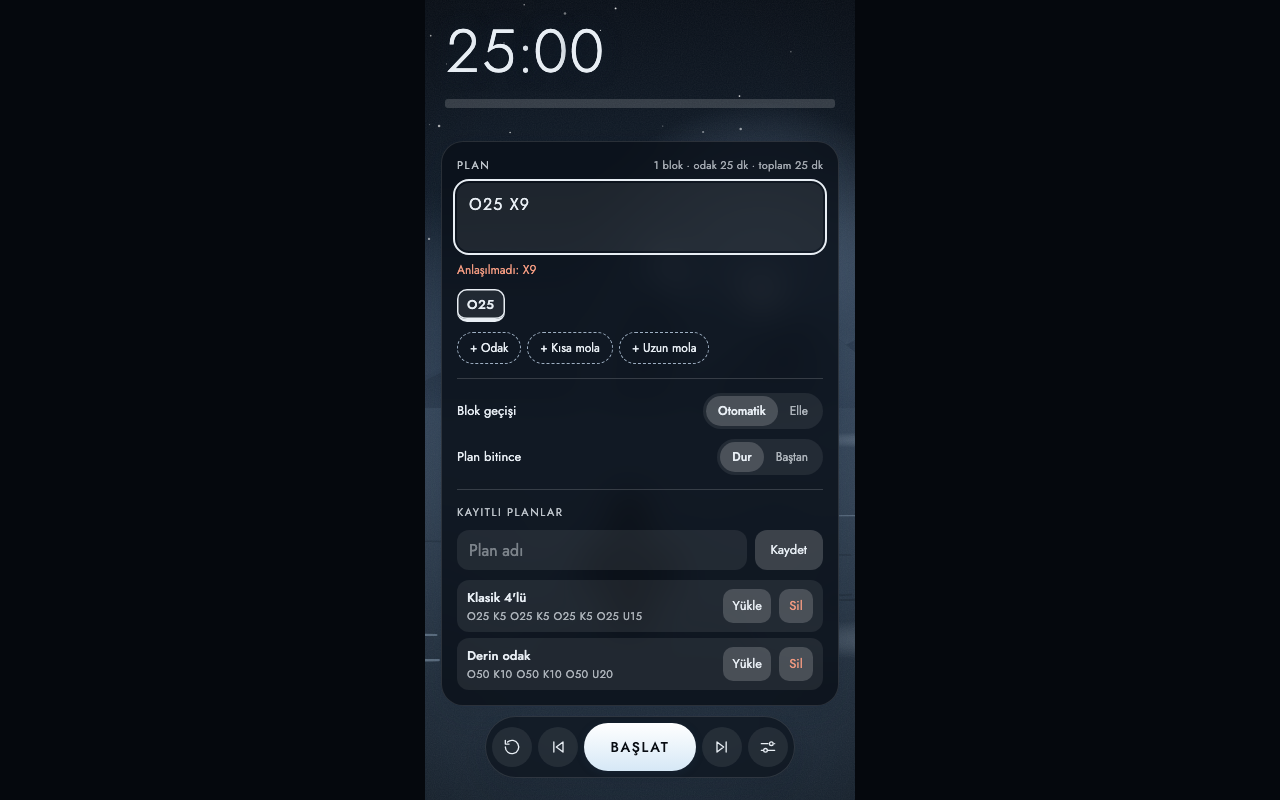 25:00
PLAN
1 blok · odak 25 dk · toplam 25 dk
O25 X9
Anlaşılmadı: X9
O25
+ Odak
+ Kısa mola
+ Uzun mola
Blok geçişi
Otomatik
Elle
Plan bitince
Dur
Baştan
KAYITLI PLANLAR
Plan adı
Kaydet
Klasik 4'lü
O25 K5 O25 K5 O25 K5 O25 U15
Yükle
Sil
Derin odak
O50 K10 O50 K10 O50 U20
Yükle
Sil
BAŞLAT